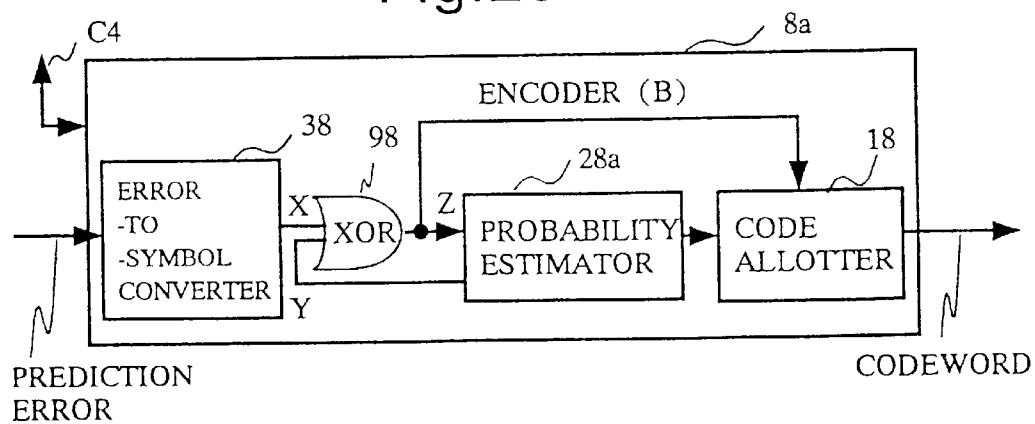 C4
8a
ENCODER (B)
38
98
28a
18
ERROR
-TO
-SYMBOL
CONVERTER
X
XOR
Y
Z
PROBABILITY
ESTIMATOR
CODE
ALLOTTER
PREDICTION
ERROR
CODEWORD